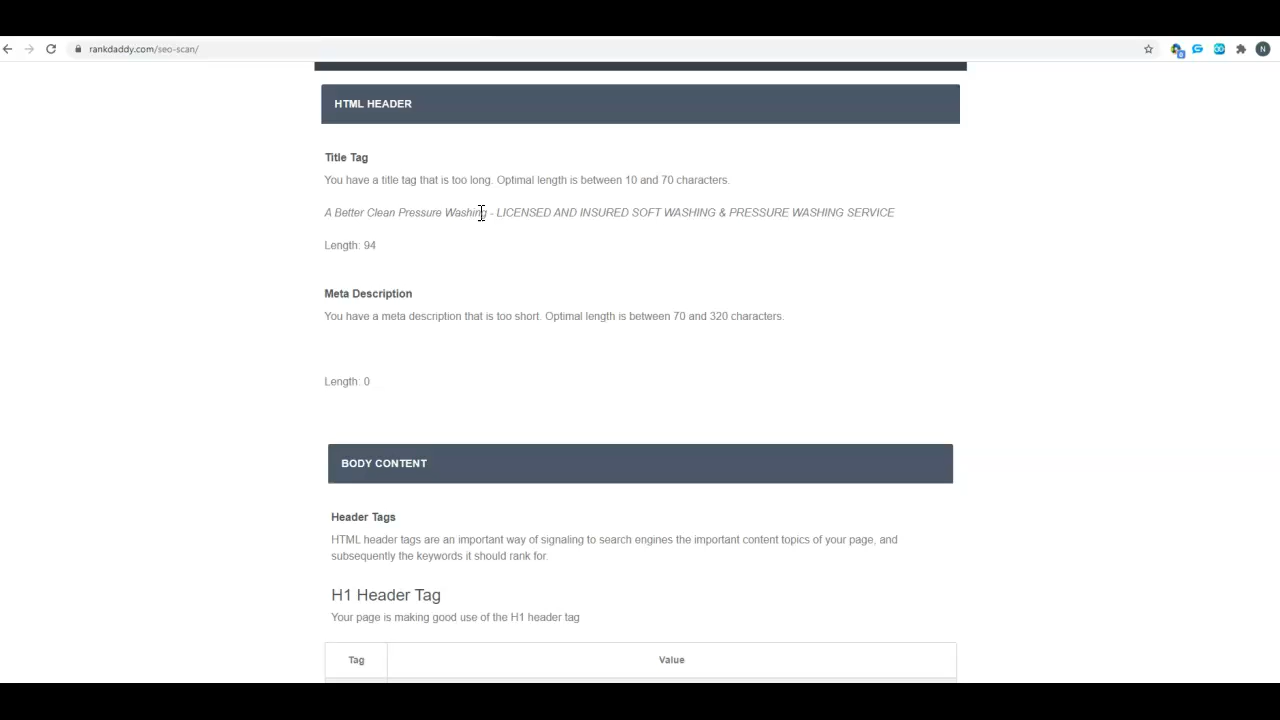 rankdaddy.com/seo-scan/
N
HTML HEADER
Title Tag
You have a title tag that is too long. Optimal length is between 10 and 70 characters.
A Better Clean Pressure Washing - LICENSED AND INSURED SOFT WASHING & PRESSURE WASHING SERVICE
Length: 94
Meta Description
You have a meta description that is too short. Optimal length is between 70 and 320 characters.
Length: 0
BODY CONTENT
Header Tags
HTML header tags are an important way of signaling to search engines the important content topics of your page, and
subsequently the keywords it should rank for.
H1 Header Tag
Your page is making good use of the H1 header tag
Tag Value